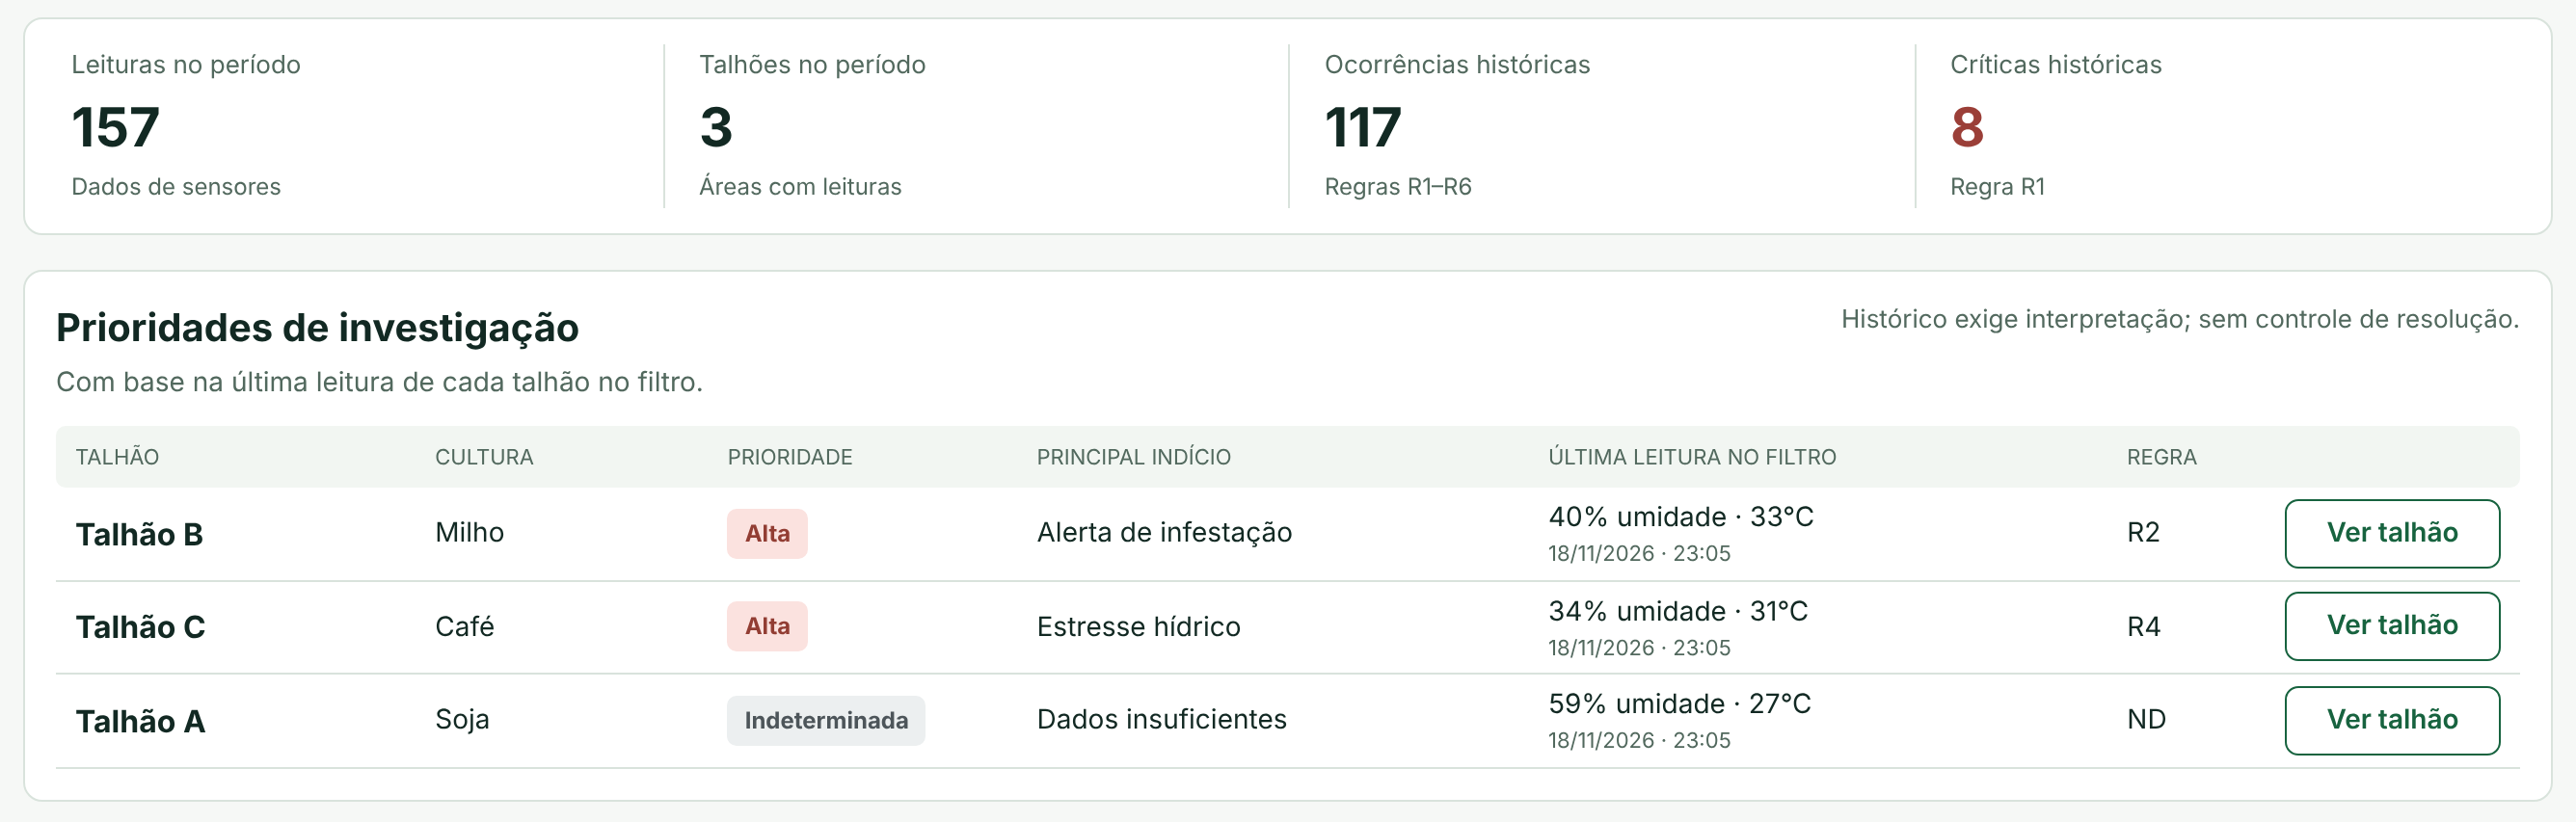 Leituras no período
157
Dados de sensores
Talhões no período
3
Áreas com leituras
Ocorrências históricas
117
Regras R1–R6
Críticas históricas
8
Regra R1
Prioridades de investigação
Histórico exige interpretação; sem controle de resolução.
Com base na última leitura de cada talhão no filtro.
TALHÃO CULTURA PRIORIDADE PRINCIPAL INDÍCIO ÚLTIMA LEITURA NO FILTRO REGRA
Talhão B Milho Alta Alerta de infestação 40% umidade · 33°C R2 Ver talhão
18/11/2026 · 23:05
Talhão C Café Alta Estresse hídrico 34% umidade · 31°C R4 Ver talhão
18/11/2026 · 23:05
Talhão A Soja Indeterminada Dados insuficientes 59% umidade · 27°C ND Ver talhão
18/11/2026 · 23:05